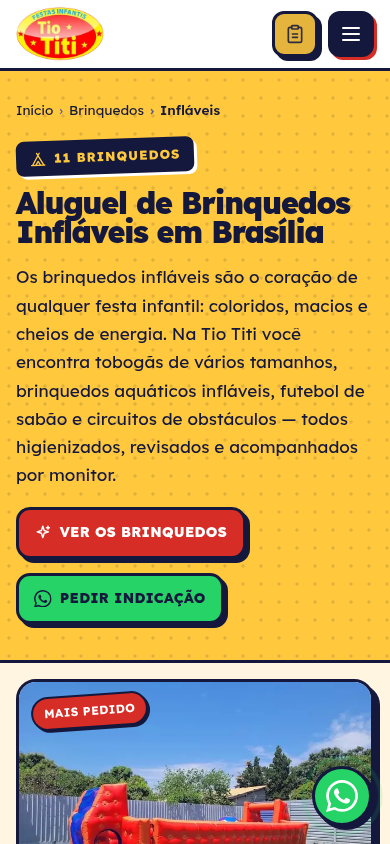 FESTAS INFANTIS
Tio
Titi
Início › Brinquedos › Infláveis
11 BRINQUEDOS
Aluguel de Brinquedos
Infláveis em Brasília
Os brinquedos infláveis são o coração de
qualquer festa infantil: coloridos, macios e
cheios de energia. Na Tio Titi você
encontra tobogãs de vários tamanhos,
brinquedos aquáticos infláveis, futebol de
sabão e circuitos de obstáculos — todos
higienizados, revisados e acompanhados
por monitor.
VER OS BRINQUEDOS
PEDIR INDICAÇÃO
MAIS PEDIDO